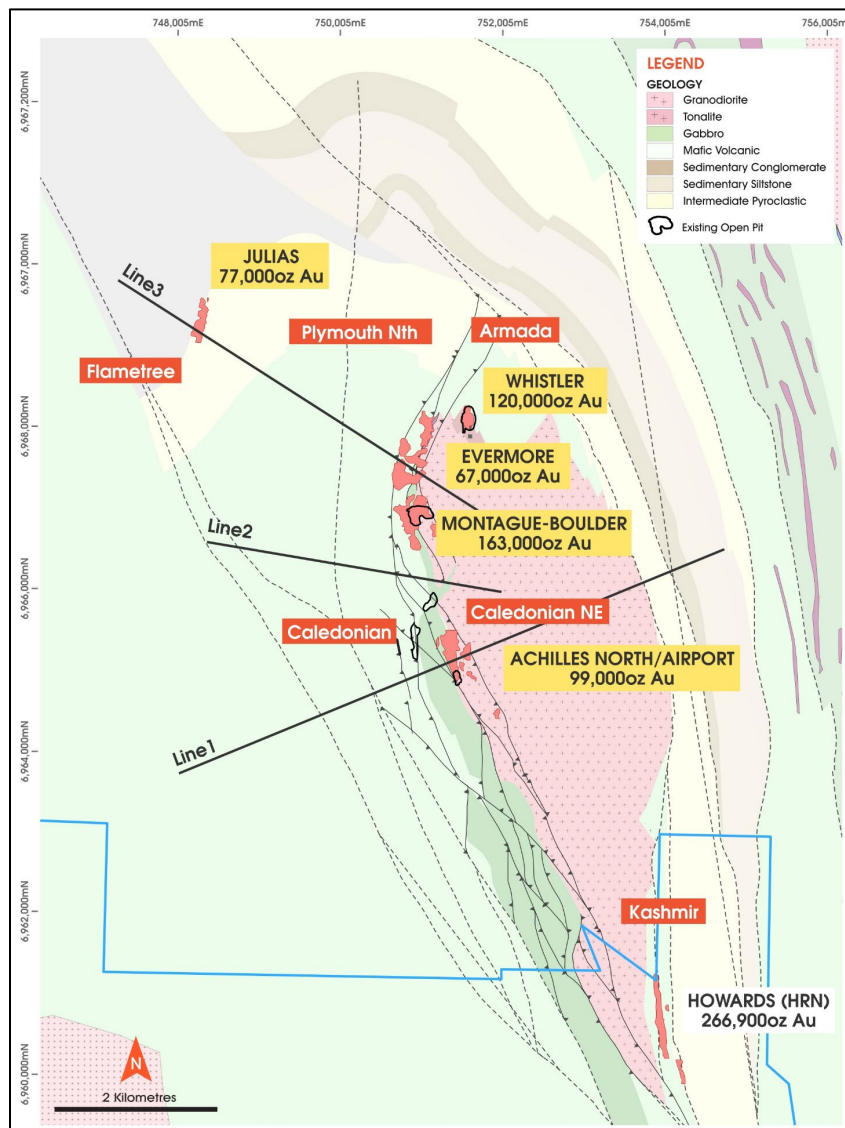 748,005mE
750,005mE
752,005mE
754,005mE
756,005mE
6,967,200mN
6,967,000mN
6,968,000mN
6,966,000mN
6,964,000mN
6,962,000mN
6,960,000mN
LEGEND
GEOLOGY
Granodiorite
Tonalite
Gabbro
Mafic Volcanic
Sedimentary Conglomerate
Sedimentary Siltstone
Intermediate Pyroclastic
Existing Open Pit
JULIAS
77,000oz Au
Line3
Plymouth Nth
Armada
Flametree
WHISTLER
120,000oz Au
EVERMORE
67,000oz Au
MONTAGUE-BOULDER
163,000oz Au
Line2
Caledonian NE
Caledonian
ACHILLES NORTH/AIRPORT
99,000oz Au
Line1
Kashmir
HOWARDS (HRN)
266,900oz Au
N
2 Kilometres